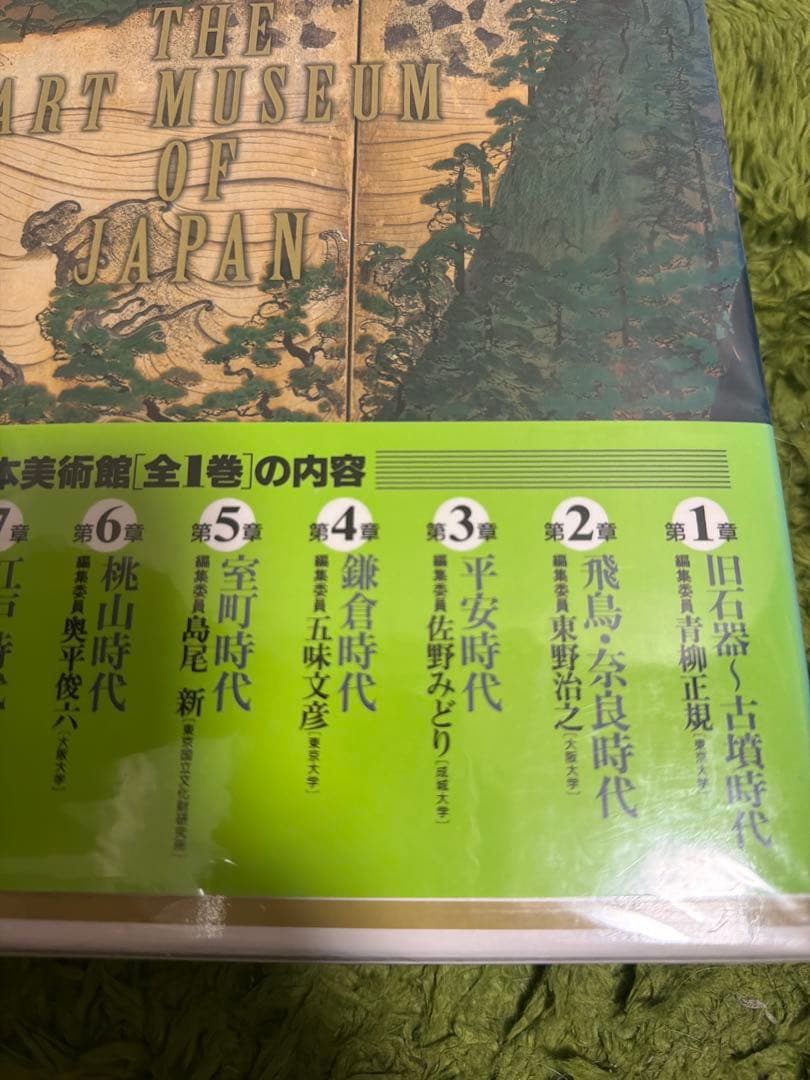 THE
ART MUSEUM
OF
JAPAN
本美術館[全1巻]の内容
第1章
旧石器~古墳時代
編集委員 青柳正規[東京大学]
第2章
飛鳥・奈良時代
編集委員 東野治之[大阪大学]
第3章
平安時代
編集委員 佐野みどり[成城大学]
第4章
鎌倉時代
編集委員 五味文彦[東京大学]
第5章
室町時代
編集委員 島尾 新[東京国立文化財研究所]
第6章
桃山時代
編集委員 奥平俊六[大阪大学]
7章
江戸時代